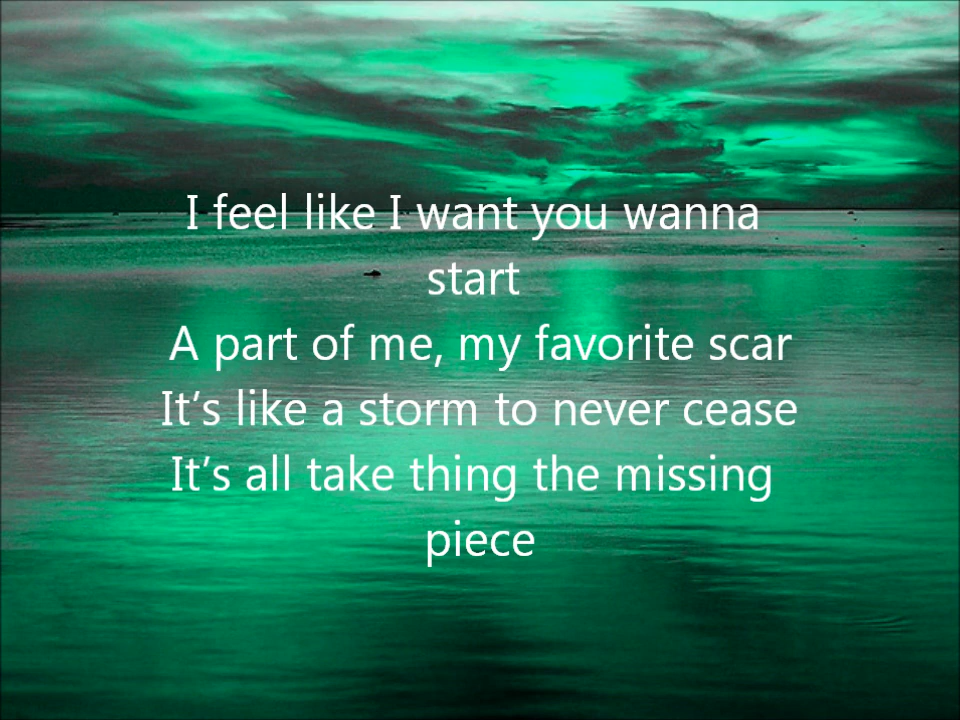 I feel like I want you wanna
start
A part of me, my favorite scar
It's like a storm to never cease
It's all take thing the missing
piece